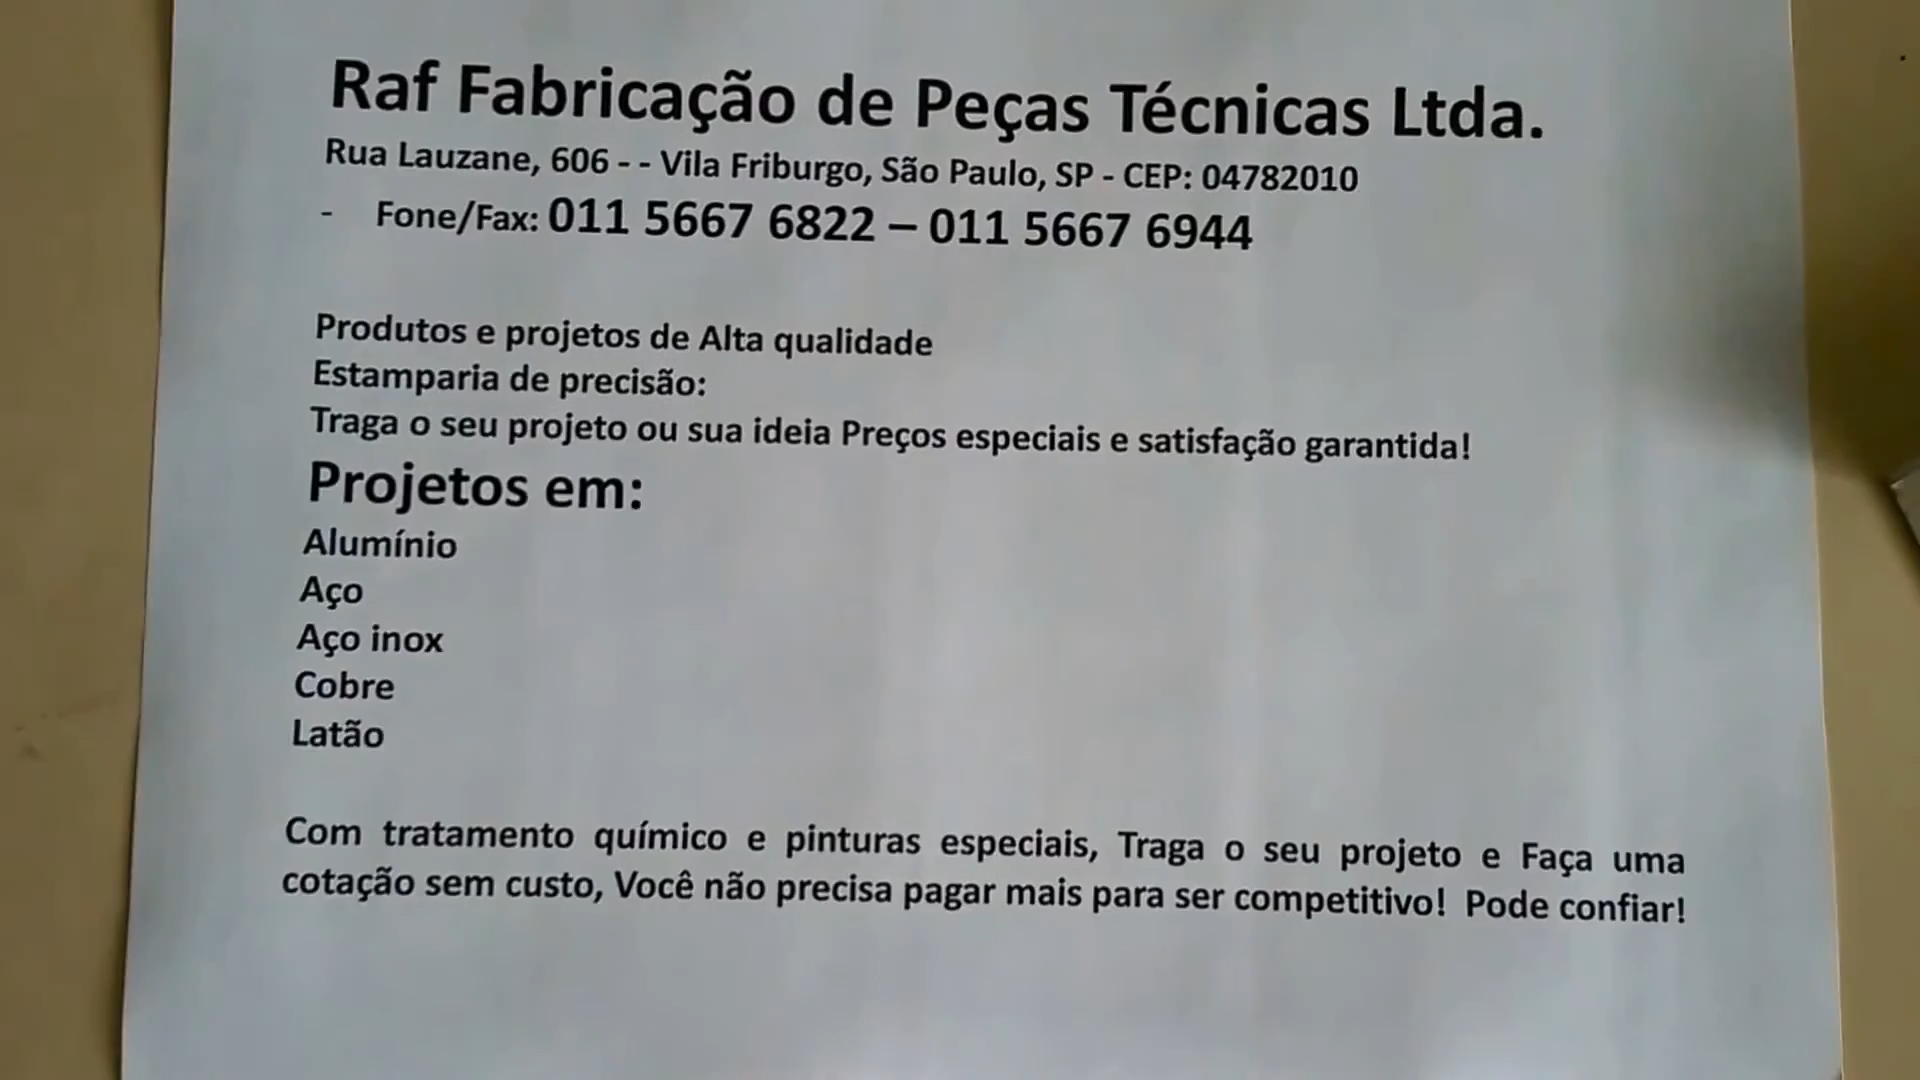 Raf Fabricação de Peças Técnicas Ltda.
Rua Lauzane, 606 - - Vila Friburgo, São Paulo, SP - CEP: 04782010
- Fone/Fax: 011 5667 6822 – 011 5667 6944
Produtos e projetos de Alta qualidade
Estamparia de precisão:
Traga o seu projeto ou sua ideia Preços especiais e satisfação garantida!
Projetos em:
Alumínio
Aço
Aço inox
Cobre
Latão
Com tratamento químico e pinturas especiais, Traga o seu projeto e Faça uma
cotação sem custo, Você não precisa pagar mais para ser competitivo! Pode confiar!